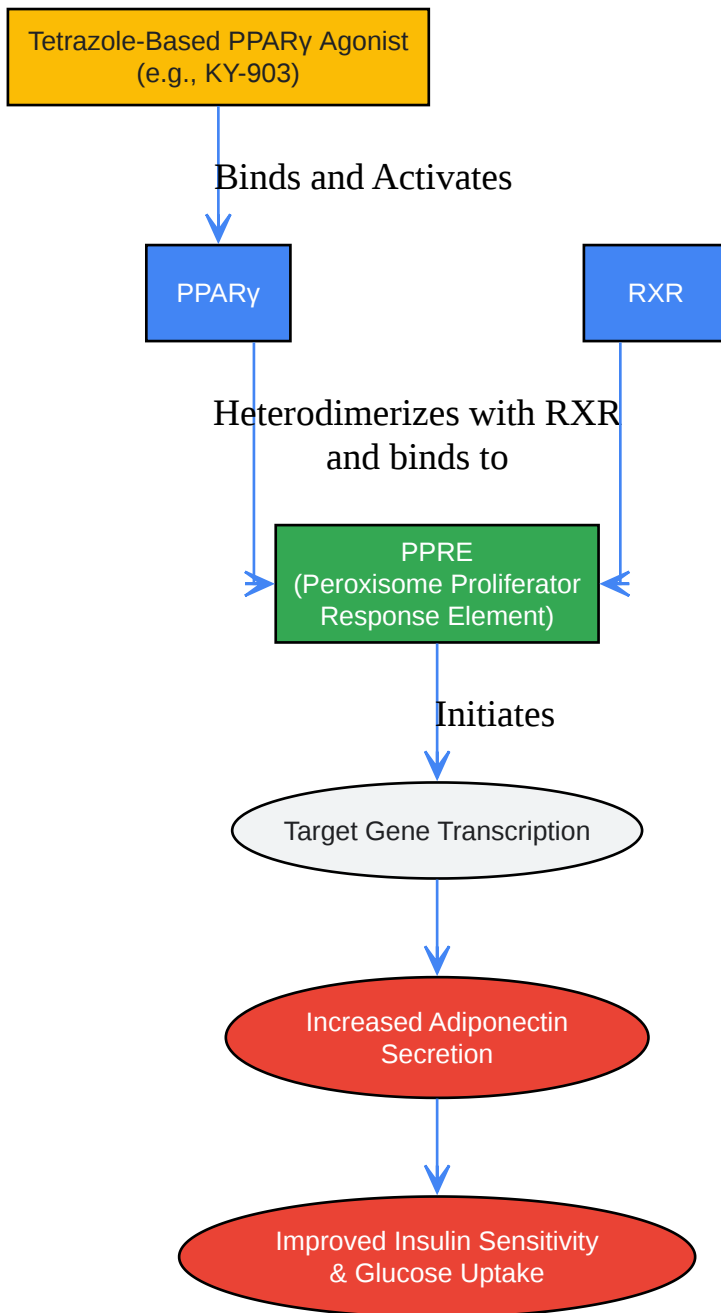 Tetrazole-Based PPARγ Agonist
(e.g., KY-903)
Binds and Activates
PPARγ
RXR
Heterodimerizes with RXR
and binds to
PPRE
(Peroxisome Proliferator
Response Element)
Initiates
Target Gene Transcription
Increased Adiponectin
Secretion
Improved Insulin Sensitivity
& Glucose Uptake